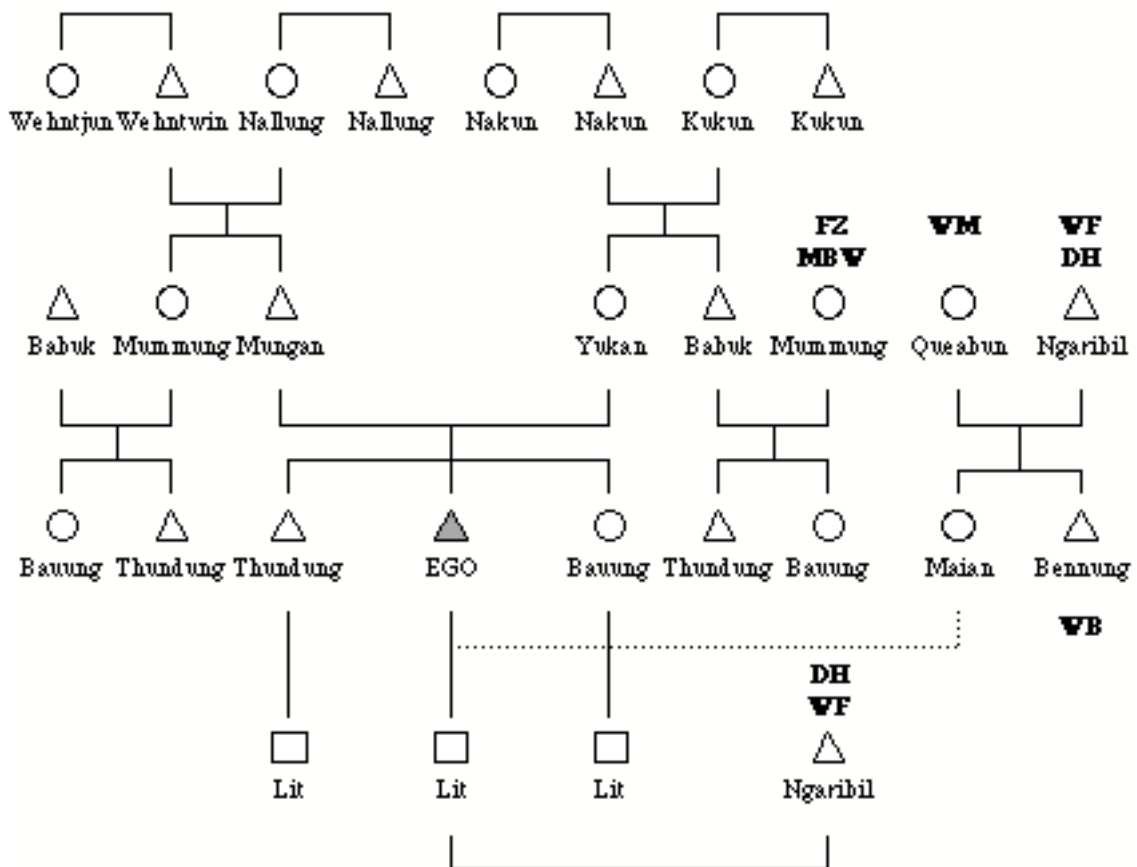 Wehntjun Wehntwin Nallung Nallung Nakun Nakun Kukun Kukun
FZ WM WF
MBW DH
Babuk Mummung Mungan Yukan Babuk Mummung Queabun Ngaribil
Bauung Thundung Thundung EGO Bauung Thundung Bauung Maian Bennung
WB
DH
WF
Lit Lit Lit Ngaribil